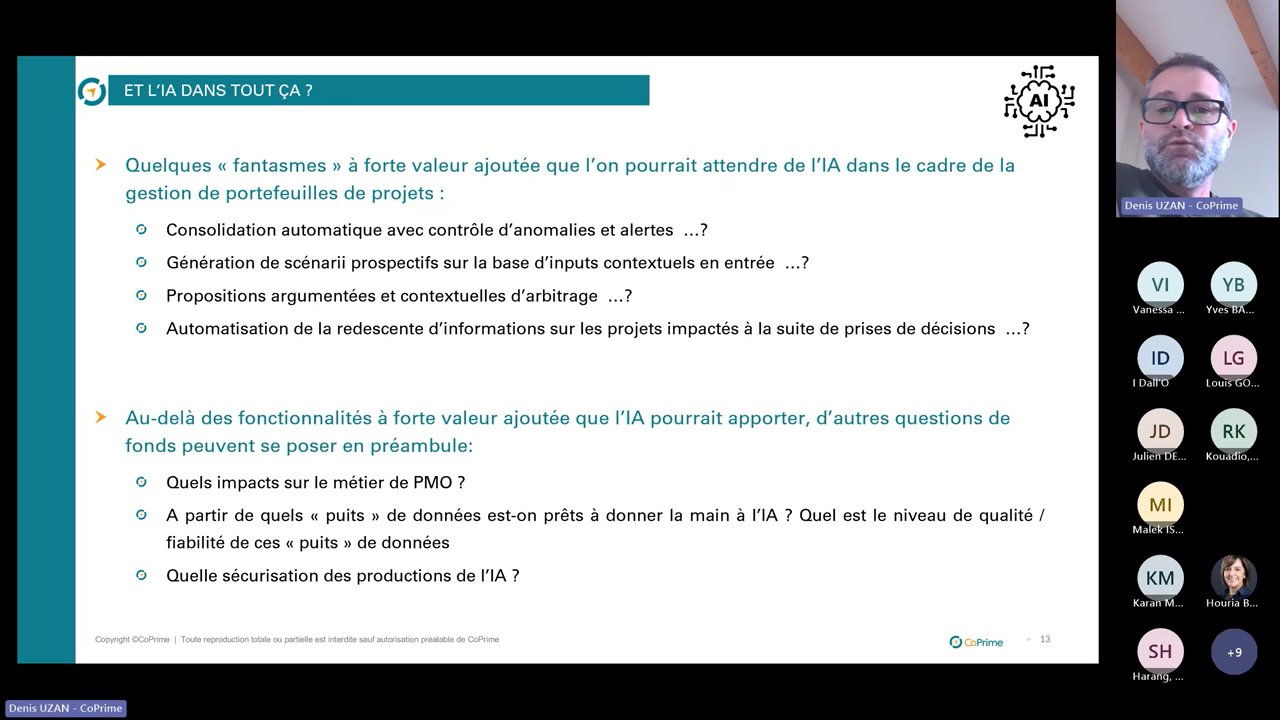 ET L'IA DANS TOUT ÇA ?
AI
Quelques « fantasmes » à forte valeur ajoutée que l'on pourrait attendre de l'IA dans le cadre de la
gestion de portefeuilles de projets :
Consolidation automatique avec contrôle d'anomalies et alertes ...?
Génération de scénarii prospectifs sur la base d'inputs contextuels en entrée ...?
Propositions argumentées et contextuelles d'arbitrage ...?
Automatisation de la redescente d'informations sur les projets impactés à la suite de prises de décisions ...?
Au-delà des fonctionnalités à forte valeur ajoutée que l'IA pourrait apporter, d'autres questions de
fonds peuvent se poser en préambule:
Quels impacts sur le métier de PMO ?
A partir de quels « puits » de données est-on prêts à donner la main à l'IA ? Quel est le niveau de qualité /
fiabilité de ces « puits » de données
Quelle sécurisation des productions de l'IA ?
Copyright ©CoPrime | Toute reproduction totale ou partielle est interdite sauf autorisation préalable de CoPrime
CoPrime
13
Denis UZAN - CoPrime
VI
YB
Vanessa ...
Yves BA...
ID
LG
I Dall'O
Louis GO...
JD
RK
Julien DE...
Kouadio,...
MI
Malek IS...
KM
Karan M...
Houria B...
SH
+9
Harang, ...
Denis UZAN - CoPrime